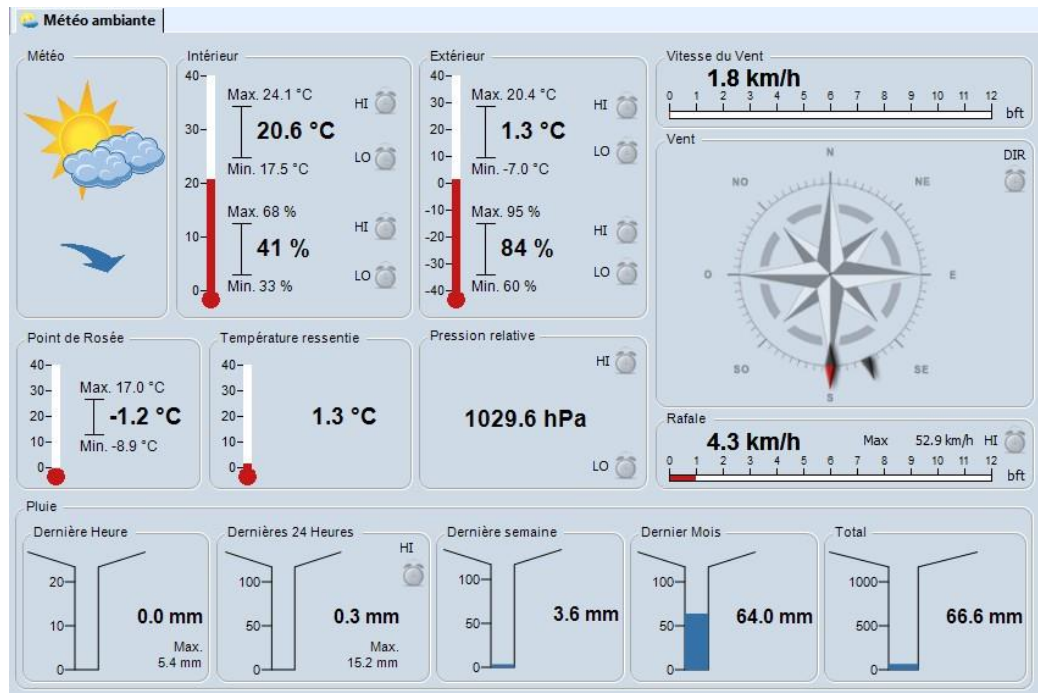 Météo ambiante
Météo
Intérieur
40
30
20
10
0
Max. 24.1 °C
20.6 °C
Min. 17.5 °C
HI
LO
Max. 68 %
41 %
Min. 33 %
HI
LO
Extérieur
40
30
20
10
0
-10
-20
-30
-40
Max. 20.4 °C
1.3 °C
Min. -7.0 °C
HI
LO
Max. 95 %
84 %
Min. 60 %
HI
LO
Vitesse du Vent
1.8 km/h
0 1 2 3 4 5 6 7 8 9 10 11 12
bft
Vent
DIR
N
NO
NE
O
E
SO
SE
S
Point de Rosée
40
30
20
10
0
Max. 17.0 °C
-1.2 °C
Min. -8.9 °C
Température ressentie
40
30
20
10
0
1.3 °C
Pression relative
HI
1029.6 hPa
LO
Rafale
4.3 km/h
Max 52.9 km/h HI
0 1 2 3 4 5 6 7 8 9 10 11 12
bft
Pluie
Dernière Heure
20
10
0
0.0 mm
Max.
5.4 mm
Dernières 24 Heures
HI
100
50
0
0.3 mm
Max.
15.2 mm
Dernière semaine
100
50
0
3.6 mm
Dernier Mois
100
50
0
64.0 mm
Total
1000
500
0
66.6 mm